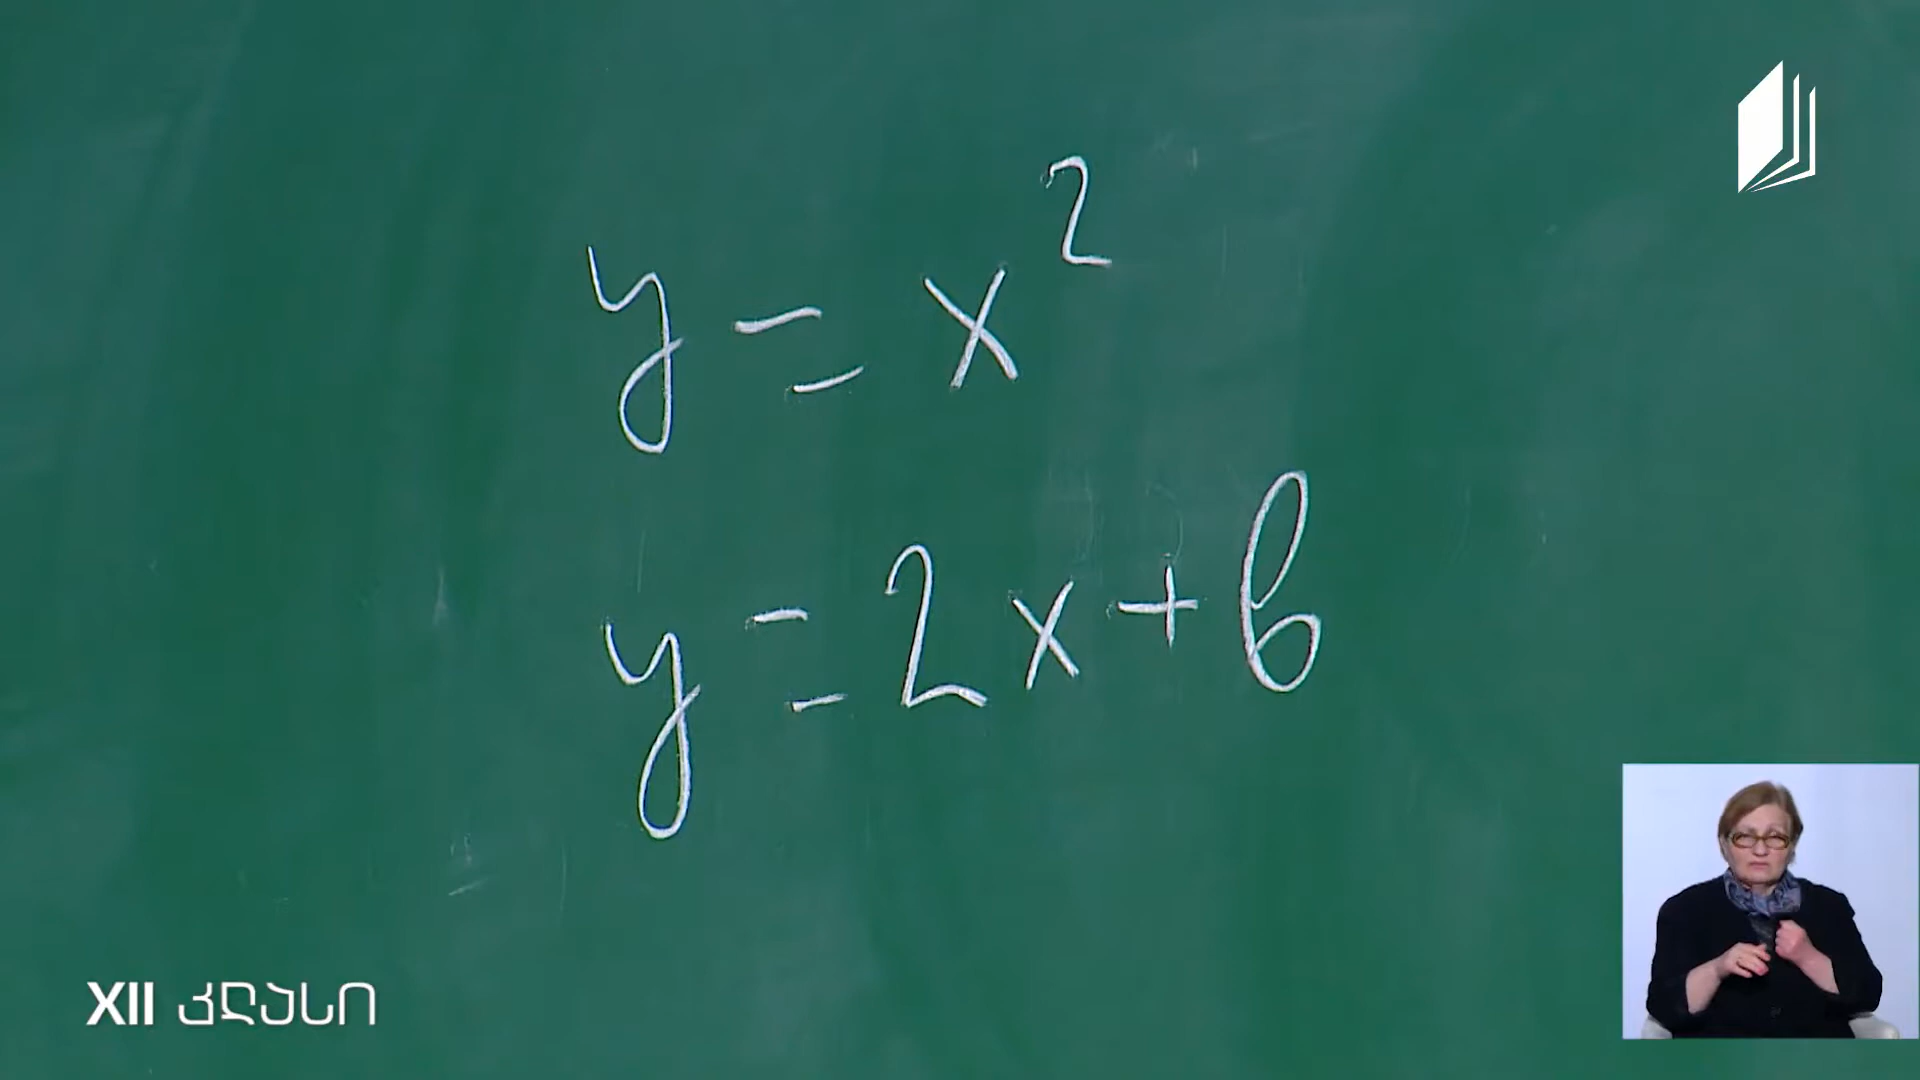 y = x²
y = 2x + b
XII კლასი